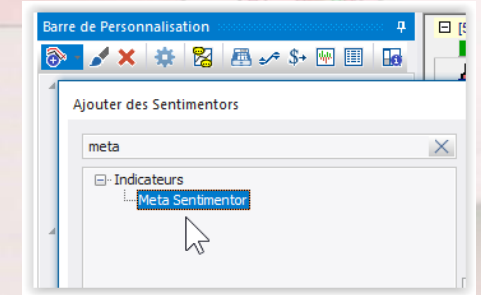 Barre de Personnalisation
Ajouter des Sentimentors
meta
Indicateurs
Meta Sentimentor